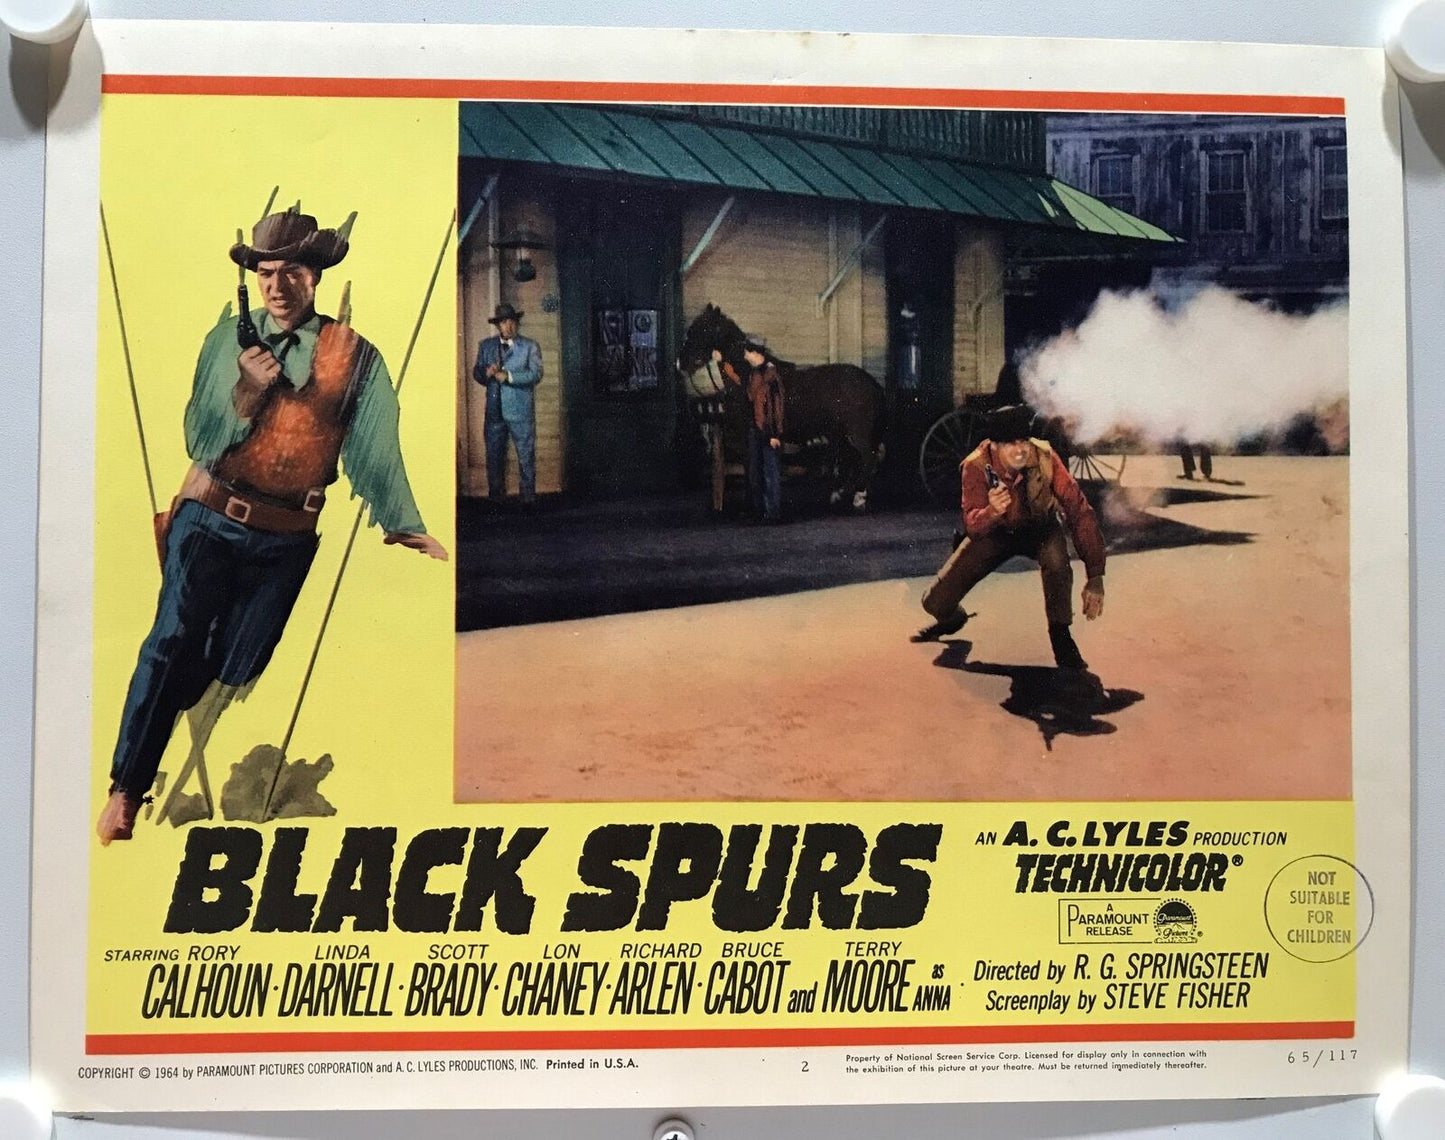 BLACK SPURS
AN A. C. LYLES PRODUCTION
TECHNICOLOR®
A
PARAMOUNT
RELEASE
Paramount
Picture
®
NOT
SUITABLE
FOR
CHILDREN
STARRING RORY CALHOUN · LINDA DARNELL · SCOTT BRADY · LON CHANEY · RICHARD ARLEN · BRUCE CABOT and TERRY MOORE as ANNA ·
Directed by R. G. SPRINGSTEEN
Screenplay by STEVE FISHER
COPYRIGHT © 1964 by PARAMOUNT PICTURES CORPORATION and A. C. LYLES PRODUCTIONS, INC. Printed in U.S.A.
2
Property of National Screen Service Corp. Licensed for display only in connection with
the exhibition of this picture at your theatre. Must be returned immediately thereafter.
65/117